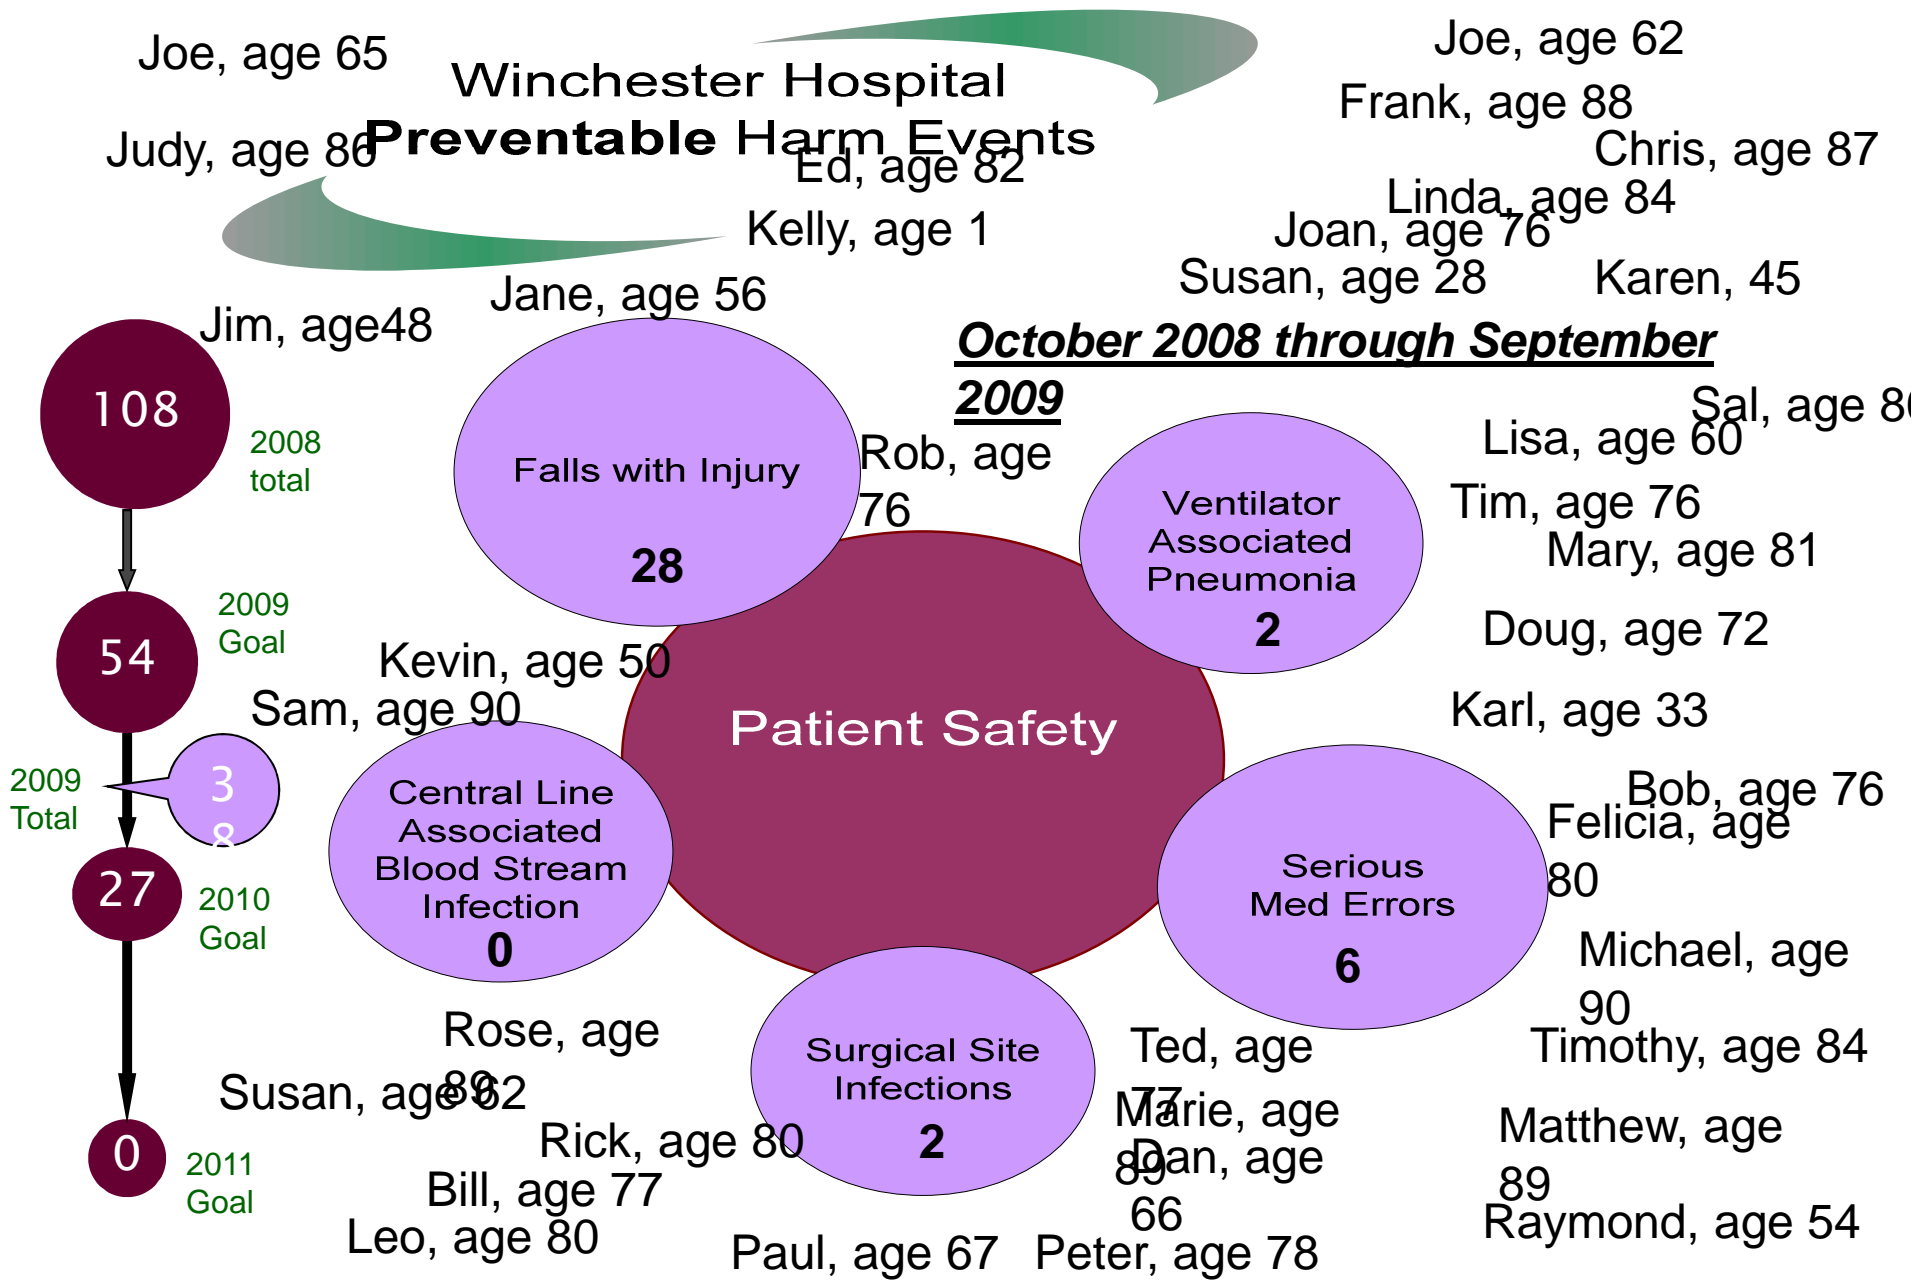 Joe, age 65
Winchester Hospital
Preventable Harm Events
Joe, age 62
Frank, age 88
Judy, age 86
Chris, age 87
Ed, age 82
Linda, age 84
Kelly, age 1
Joan, age 76
Susan, age 28
Karen, 45
Jane, age 56
Jim, age48
October 2008 through September
2009
108
2008
total
Falls with Injury
28
Rob, age
76
Ventilator
Associated
Pneumonia
2
Sal, age
Lisa, age 60
Tim, age 76
Mary, age 81
54
2009
Goal
Doug, age 72
Kevin, age 50
Sam, age 90
Patient Safety
Karl, age 33
2009
Total
3
8
Central Line
Associated
Blood Stream
Infection
0
Bob, age 76
Felicia, age
80
27
2010
Goal
Serious
Med Errors
6
Michael, age
90
Timothy, age 84
Rose, age
89
Susan, age 62
Surgical Site
Infections
2
Ted, age
77
Marie, age
89
Dan, age
66
Matthew, age
89
0
2011
Goal
Rick, age 80
Bill, age 77
Leo, age 80
Paul, age 67
Peter, age 78
Raymond, age 54